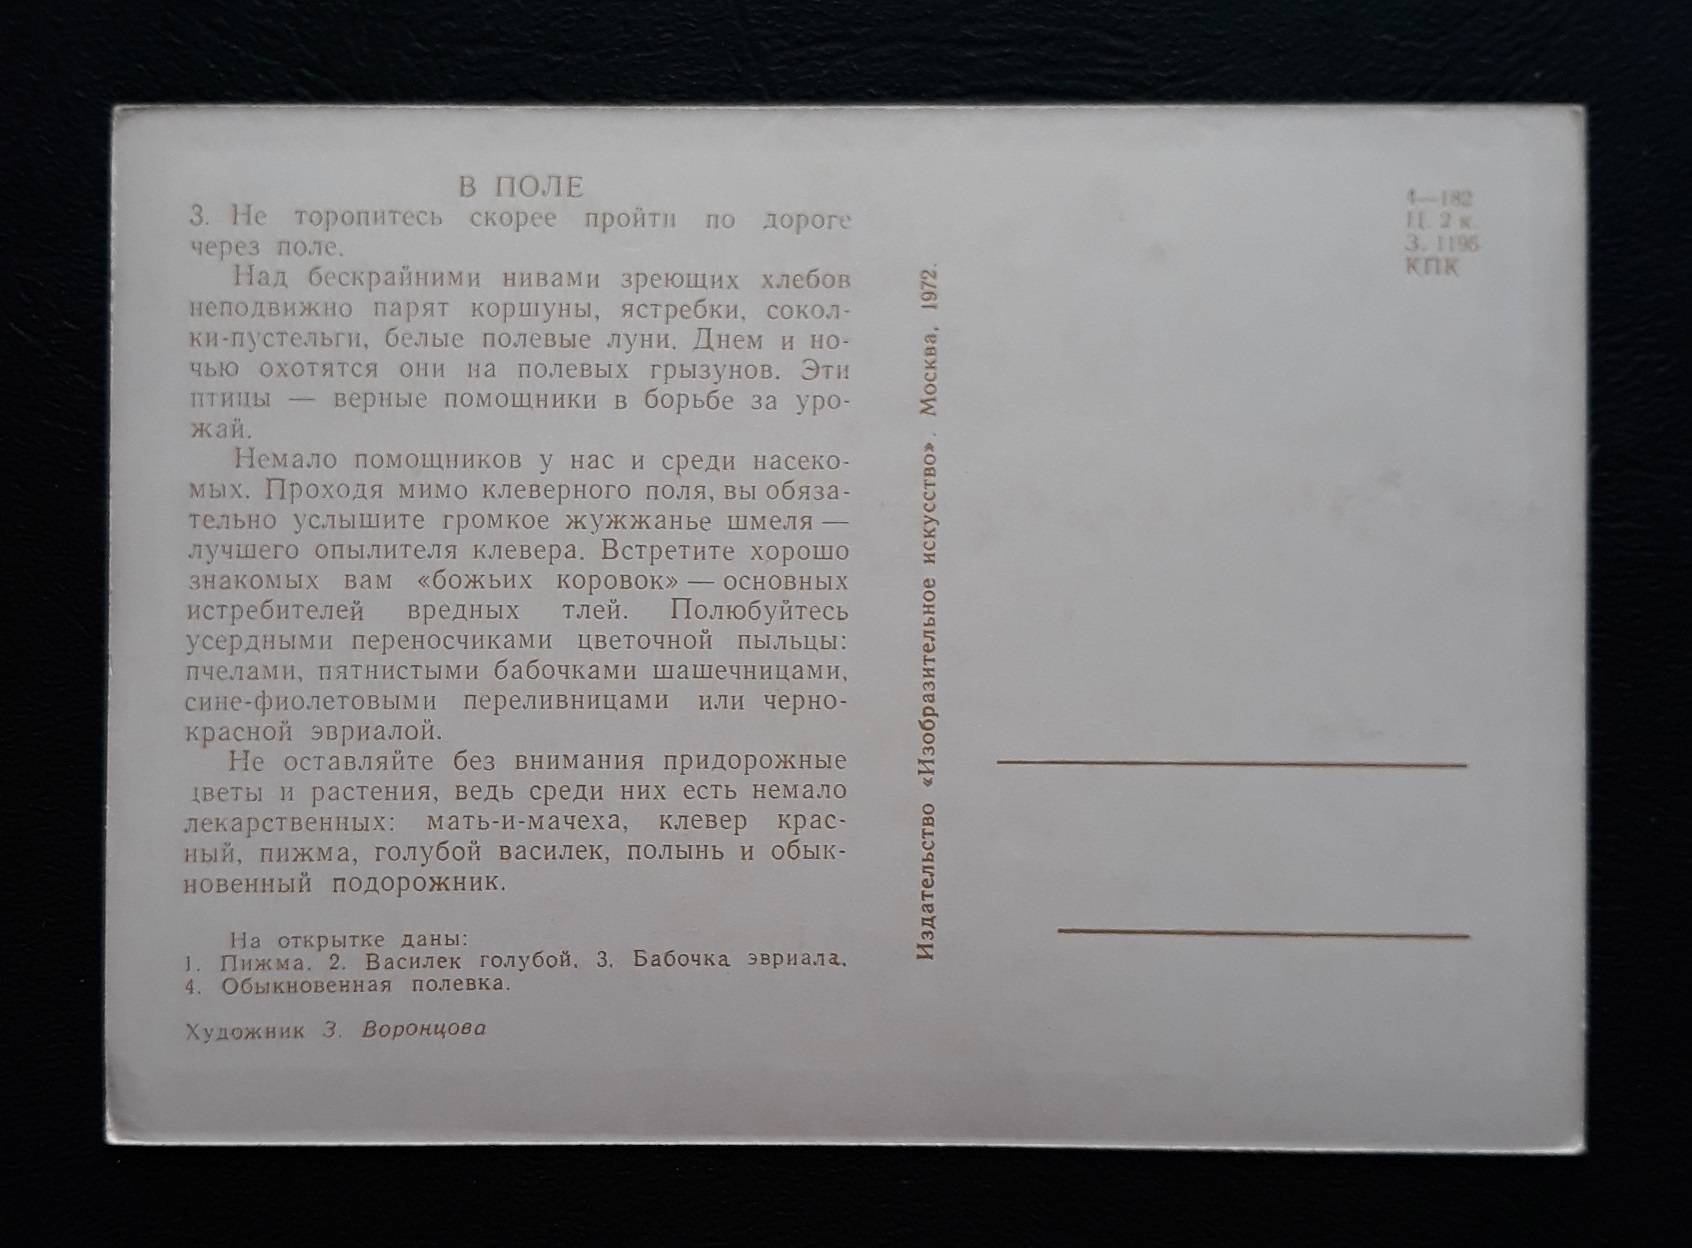 В ПОЛЕ
3. Не торопитесь скорее пройти по дороге
через поле.
Над бескрайними нивами зреющих хлебов
неподвижно парят коршуны, ястребки, сокол-
ки-пустельги, белые полевые луни. Днем и но-
чью охотятся они на полевых грызунов. Эти
птицы — верные помощники в борьбе за уро-
жай.
Немало помощников у нас и среди насеко-
мых. Проходя мимо клеверного поля, вы обяза-
тельно услышите громкое жужжанье шмеля —
лучшего опылителя клевера. Встретите хорошо
знакомых вам «божьих коровок» — основных
истребителей вредных тлей. Полюбуйтесь
усердными переносчиками цветочной пыльцы:
пчелами, пятнистыми бабочками шашечницами,
сине-фиолетовыми переливницами или черно-
красной эвриалой.
Не оставляйте без внимания придорожные
цветы и растения, ведь среди них есть немало
лекарственных: мать-и-мачеха, клевер крас-
ный, пижма, голубой василек, полынь и обык-
новенный подорожник.
На открытке даны:
1. Пижма. 2. Василек голубой. 3. Бабочка эвриала.
4. Обыкновенная полевка.
Художник З. Воронцова
Издательство «Изобразительное искусство». Москва. 1972.
4—182
Ц. 2 к.
З. 1196
КПК